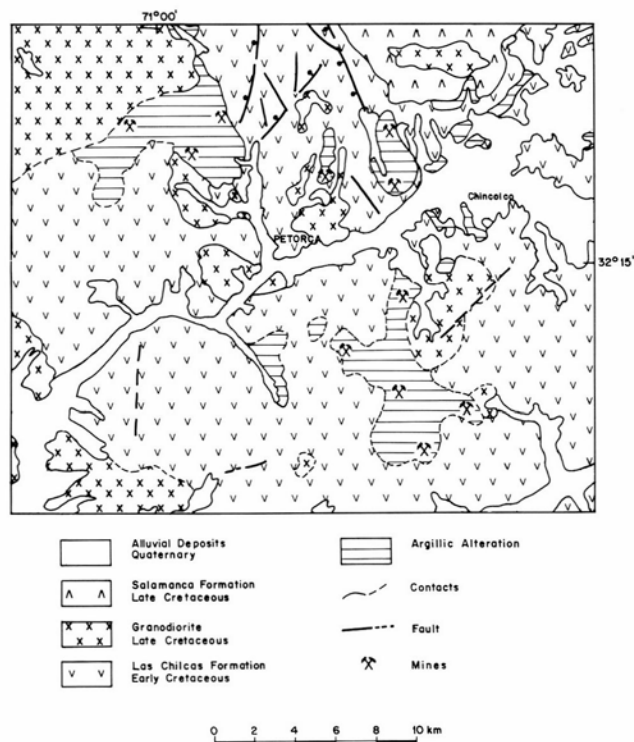 71° 00'
Chincolco
PETORCA
32° 15'
Alluvial Deposits
Quaternary
Salamanca Formation
Late Cretaceous
Granodiorite
Late Cretaceous
Las Chilcas Formation
Early Cretaceous
Argillic Alteration
Contacts
Fault
Mines
0 2 4 6 8 10 km